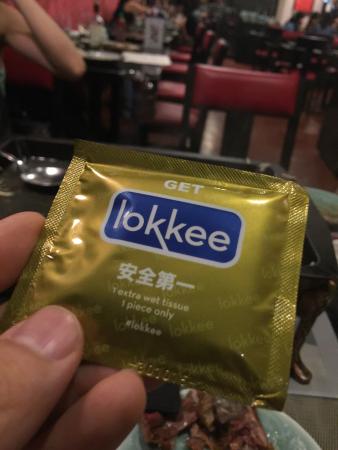 GET
lokkee
安全第一
1 extra wet tissue
1 piece only
#lokkee